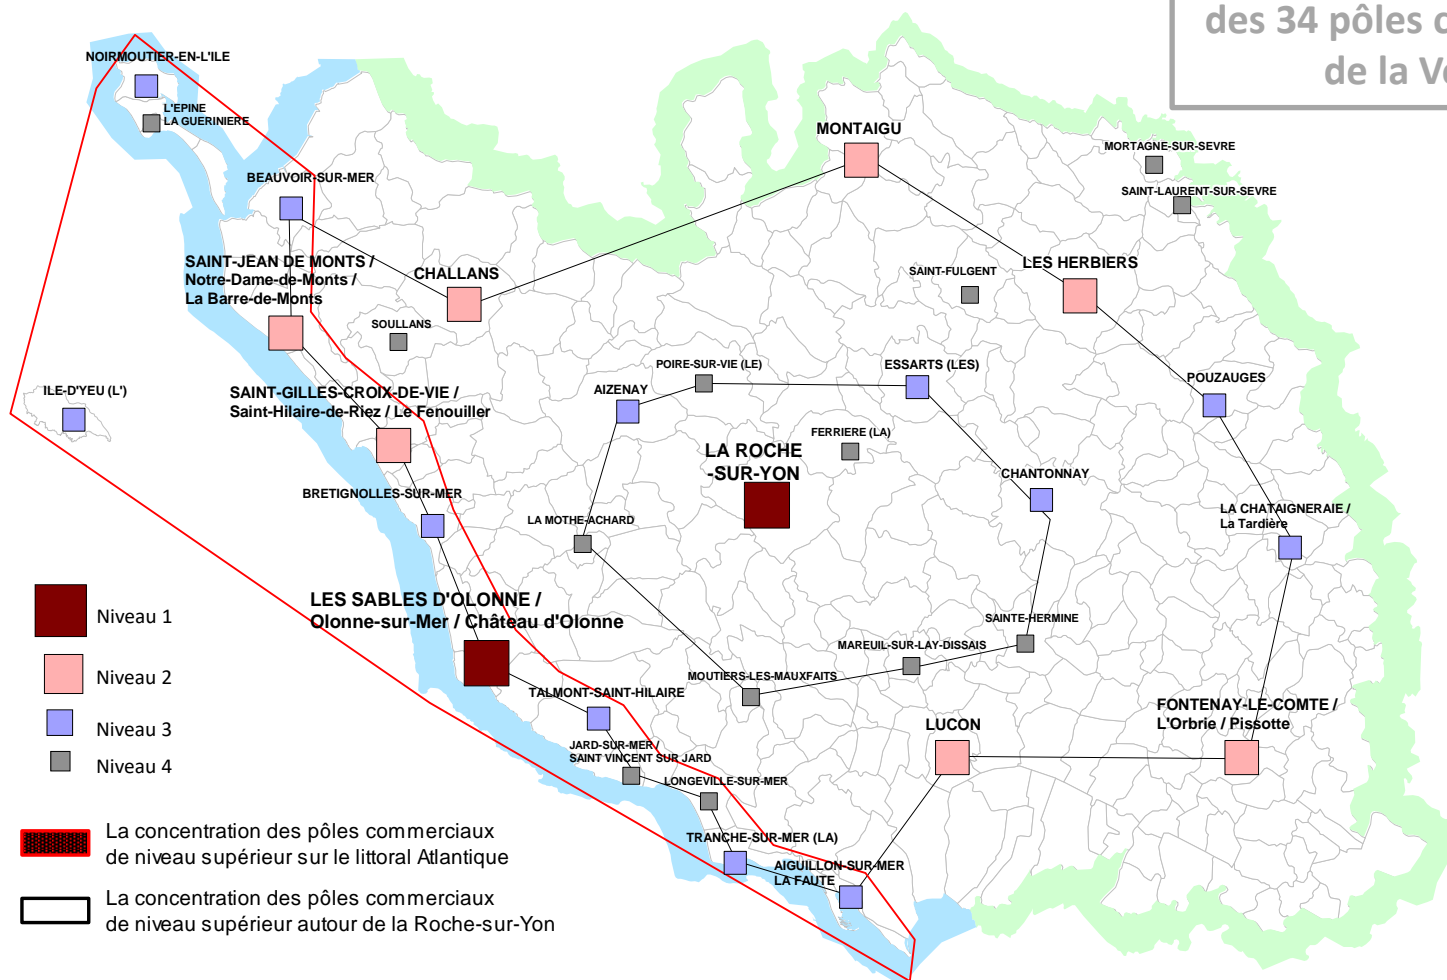 des 34 pôles
de la
NOIRMOUTIER-EN-L'ILE
L'EPINE
LA GUERINIERE
BEAUVOIR-SUR-MER
MONTAIGU
MORTAGNE-SUR-SEVRE
SAINT-LAURENT-SUR-SEVRE
SAINT-JEAN DE MONTS /
Notre-Dame-de-Monts /
La Barre-de-Monts
CHALLANS
SOULLANS
SAINT-FULGENT
LES HERBIERS
ILE-D'YEU (L')
SAINT-GILLES-CROIX-DE-VIE /
Saint-Hilaire-de-Riez / Le Fenouiller
AIZENAY
POIRE-SUR-VIE (LE)
ESSARTS (LES)
POUZAUGES
FERRIERE (LA)
LA ROCHE
-SUR-YON
CHANTONNAY
BRETIGNOLLES-SUR-MER
LA MOTHE-ACHARD
LA CHATAIGNERAIE /
La Tardière
LES SABLES D'OLONNE /
Olonne-sur-Mer / Château d'Olonne
SAINTE-HERMINE
MAREUIL-SUR-LAY-DISSAIS
MOUTIERS-LES-MAUXFAITS
TALMONT-SAINT-HILAIRE
FONTENAY-LE-COMTE /
L'Orbrie / Pissotte
LUCON
JARD-SUR-MER /
SAINT VINCENT SUR JARD
LONGEVILLE-SUR-MER
TRANCHE-SUR-MER (LA)
AIGUILLON-SUR-MER
LA FAUTE
Niveau 1
Niveau 2
Niveau 3
Niveau 4
La concentration des pôles commerciaux
de niveau supérieur sur le littoral Atlantique
La concentration des pôles commerciaux
de niveau supérieur autour de la Roche-sur-Yon